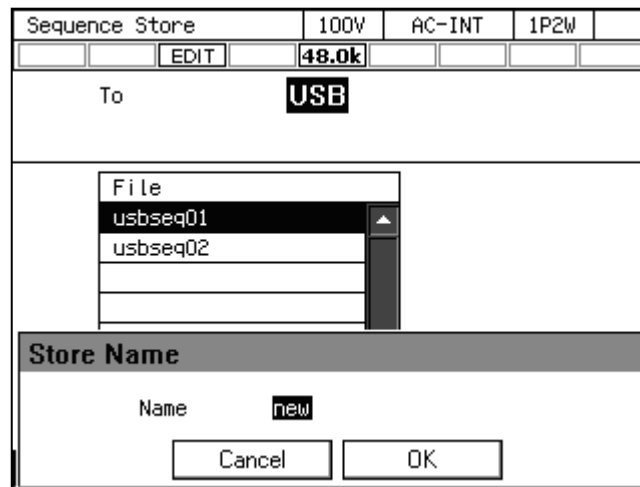 Sequence Store 100V AC-INT 1P2W
EDIT 48.0k
To USB
File
usbseq01
usbseq02
Store Name
Name new
Cancel OK